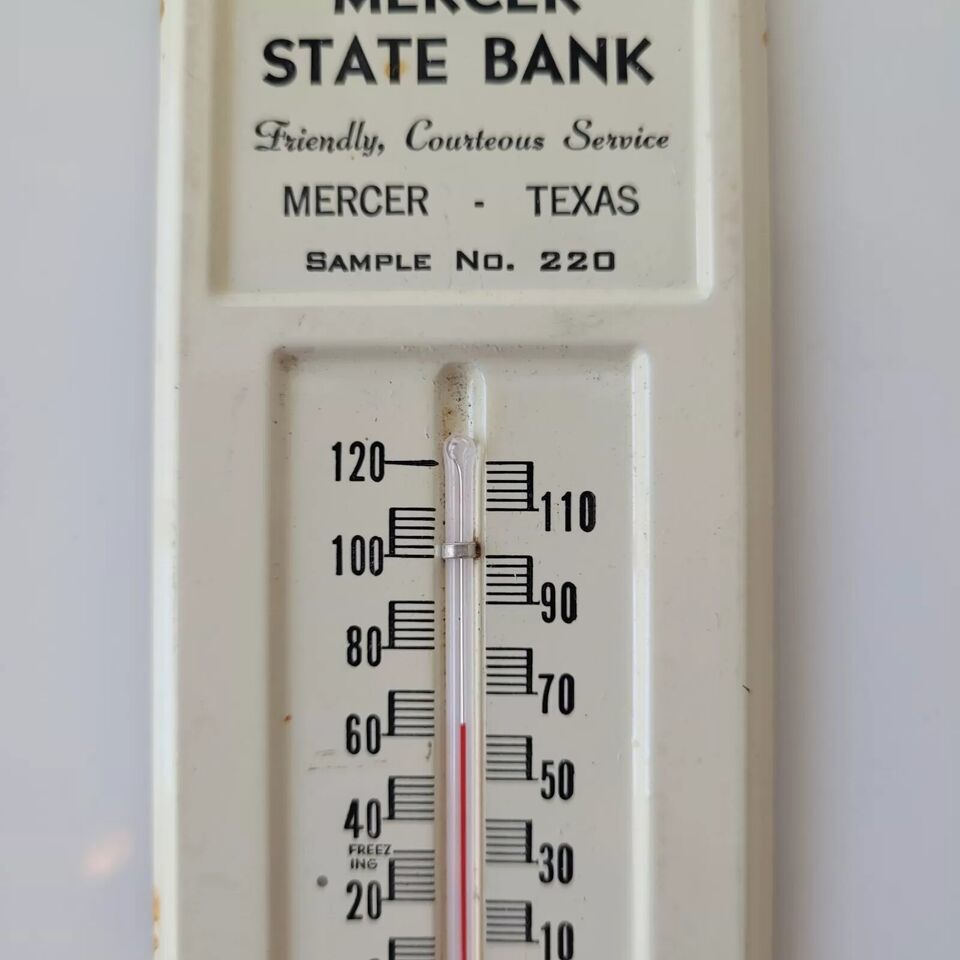 MERCER
STATE BANK
Friendly, Courteous Service
MERCER - TEXAS
SAMPLE No. 220
120
110
100
90
80
70
60
50
40
FREEZ
ING
30
20
10